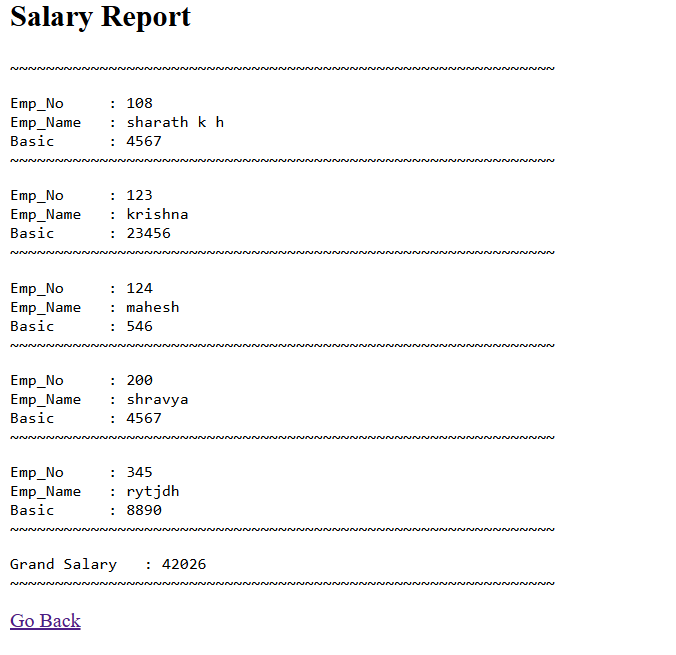 Salary Report
~~~~~~~~~~~~~~~~~~~~~~~~~~~~~~~~~~~~~~~~~~~~~~~~~~~~~~~~~~~~~
Emp_No     : 108
Emp_Name   : sharath k h
Basic      : 4567
~~~~~~~~~~~~~~~~~~~~~~~~~~~~~~~~~~~~~~~~~~~~~~~~~~~~~~~~~~~~~
Emp_No     : 123
Emp_Name   : krishna
Basic      : 23456
~~~~~~~~~~~~~~~~~~~~~~~~~~~~~~~~~~~~~~~~~~~~~~~~~~~~~~~~~~~~~
Emp_No     : 124
Emp_Name   : mahesh
Basic      : 546
~~~~~~~~~~~~~~~~~~~~~~~~~~~~~~~~~~~~~~~~~~~~~~~~~~~~~~~~~~~~~
Emp_No     : 200
Emp_Name   : shravya
Basic      : 4567
~~~~~~~~~~~~~~~~~~~~~~~~~~~~~~~~~~~~~~~~~~~~~~~~~~~~~~~~~~~~~
Emp_No     : 345
Emp_Name   : rytjdh
Basic      : 8890
~~~~~~~~~~~~~~~~~~~~~~~~~~~~~~~~~~~~~~~~~~~~~~~~~~~~~~~~~~~~~
Grand Salary   : 42026
~~~~~~~~~~~~~~~~~~~~~~~~~~~~~~~~~~~~~~~~~~~~~~~~~~~~~~~~~~~~~
Go Back